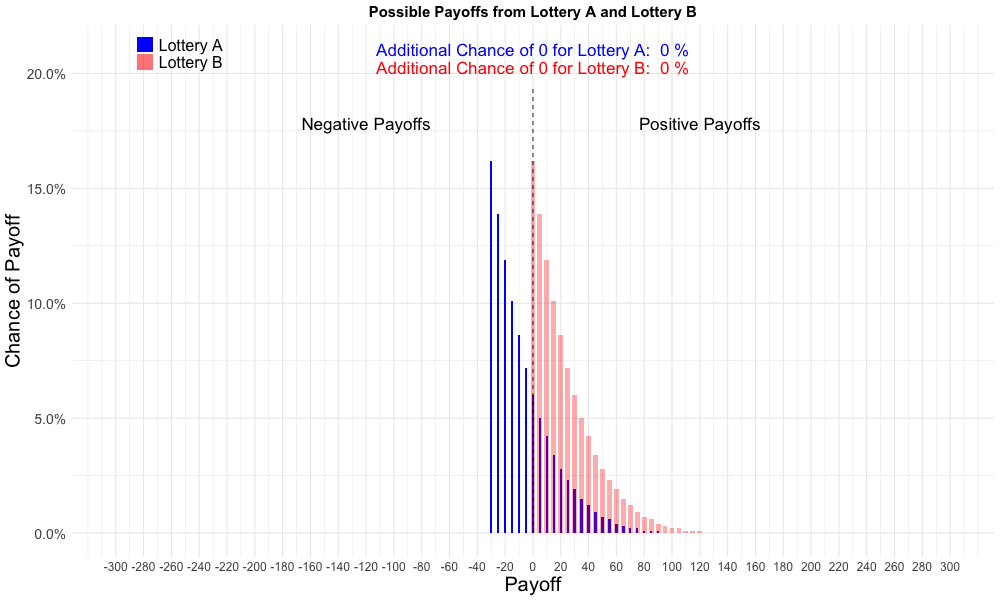 Possible Payoffs from Lottery A and Lottery B
Lottery A
Lottery B
Additional Chance of 0 for Lottery A:  0 %
Additional Chance of 0 for Lottery B:  0 %
Negative Payoffs
Positive Payoffs
20.0%
15.0%
10.0%
5.0%
0.0%
Chance of Payoff
-300 -280 -260 -240 -220 -200 -180 -160 -140 -120 -100 -80 -60 -40 -20 0 20 40 60 80 100 120 140 160 180 200 220 240 260 280 300
Payoff